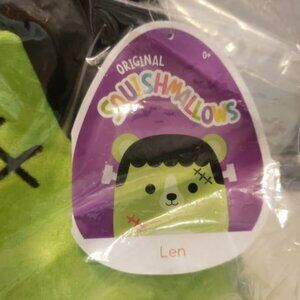 ORIGINAL
0+
SQUISHMALLOWS
Len